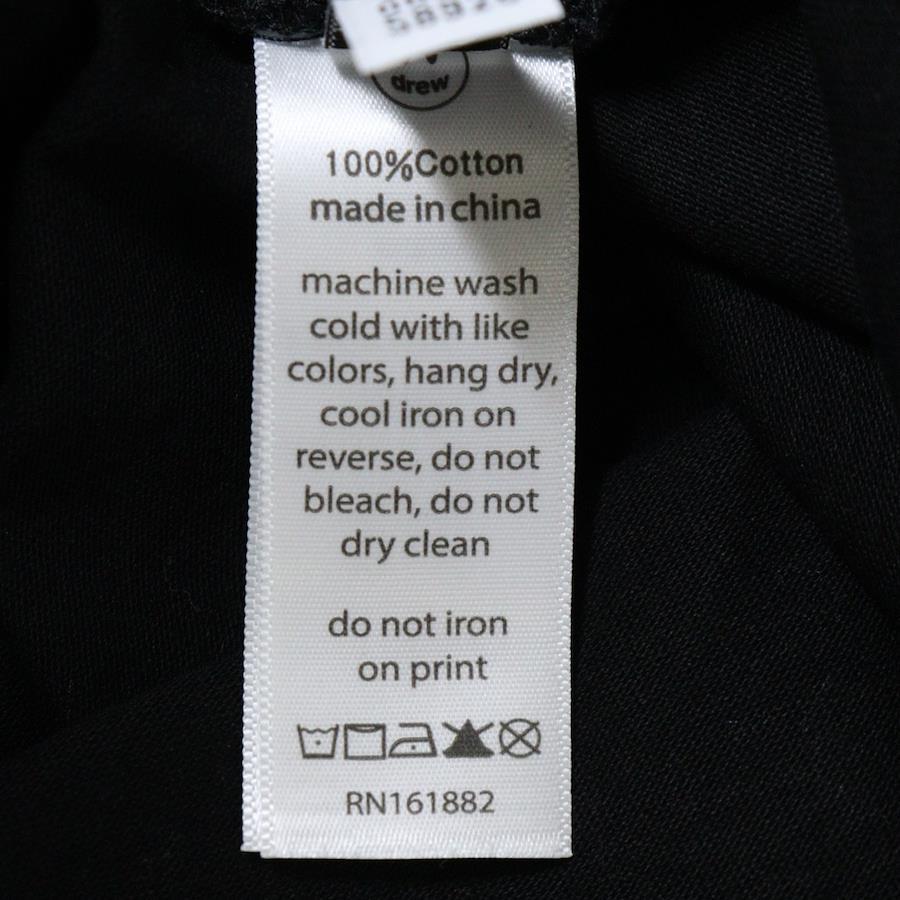 drew
100%Cotton
made in china
machine wash
cold with like
colors, hang dry,
cool iron on
reverse, do not
bleach, do not
dry clean
do not iron
on print
RN161882